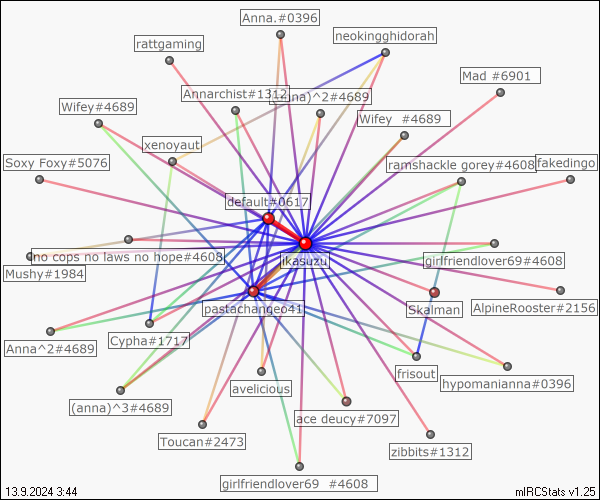 Anna.#0396
rattgaming
neokingghidorah
Mad #6901
Annarchist#1312
)^2#4689
Wifey#4689
Wifey  #4689
xenoyaut
Soxy Foxy#5076
ramshackle gorey#4608
fakedingo
default#0617
no cops no laws no hope#4608
ikasuzu
girlfriendlover69#4608
Mushy#1984
pastachangeo41
Skalman
AlpineRooster#2156
Anna^2#4689
Cypha#1717
frisout
hypomanianna#0396
avelicious
(anna)^3#4689
ace deucy#7097
Toucan#2473
zibbits#1312
girlfriendlover69  #4608
13.9.2024 3:44
mIRCStats v1.25